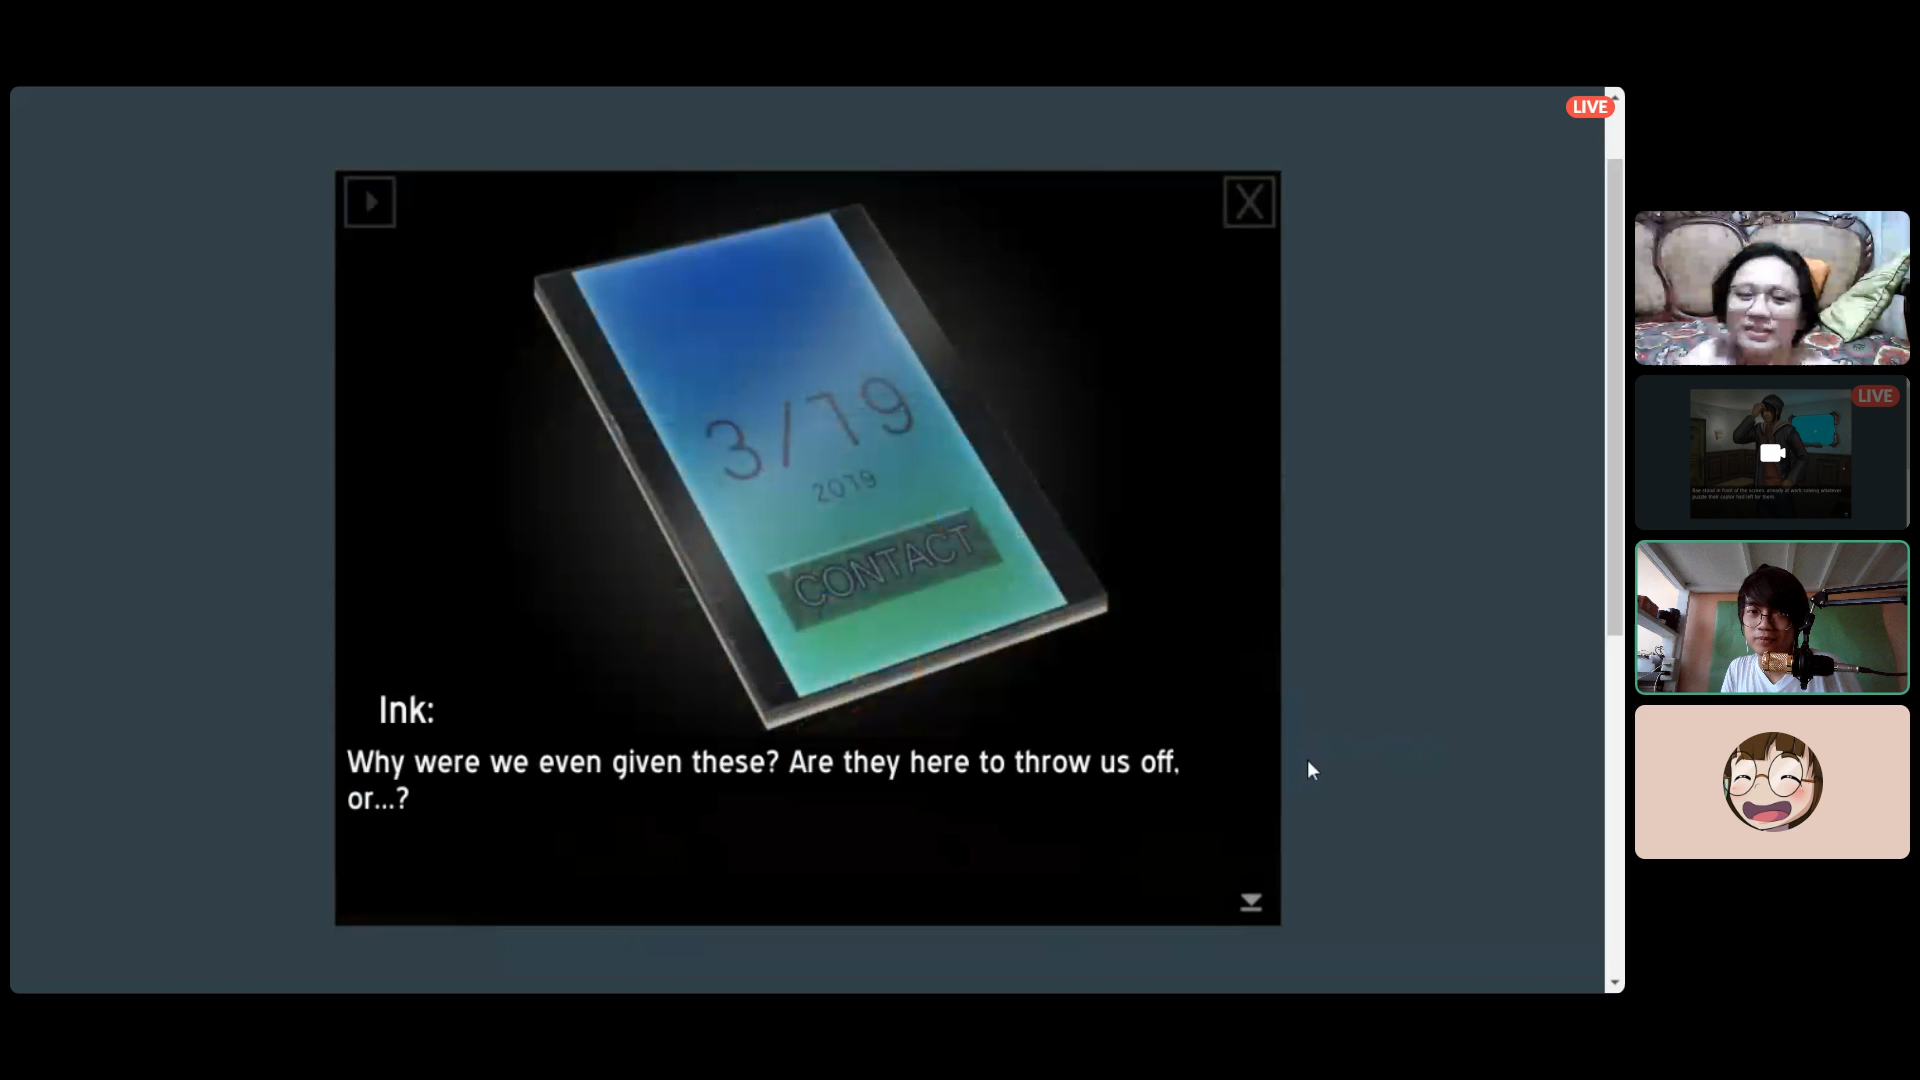 LIVE
3/19
2019
CONTACT
Ink:
Why were we even given these? Are they here to throw us off,
or...?
LIVE